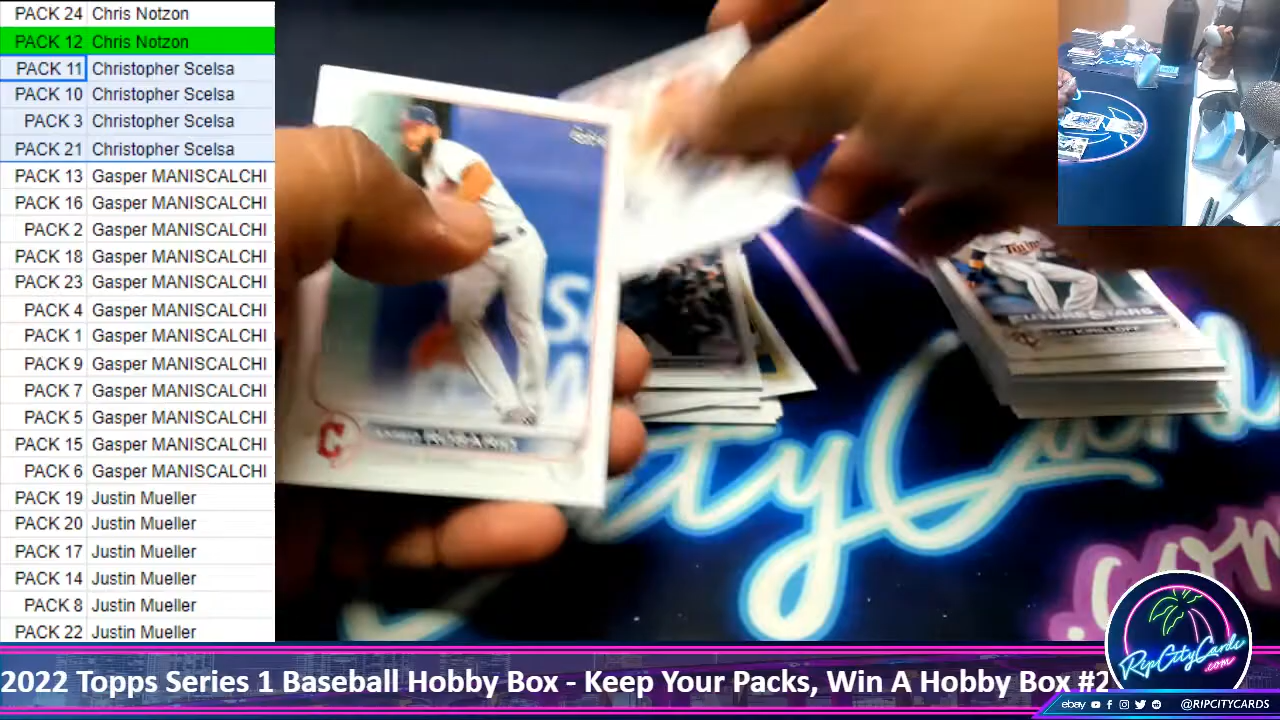 PACK 24 Chris Notzon
PACK 12 Chris Notzon
PACK 11 Christopher Scelsa
PACK 10 Christopher Scelsa
PACK 3 Christopher Scelsa
PACK 21 Christopher Scelsa
PACK 13 Gasper MANISCALCHI
PACK 16 Gasper MANISCALCHI
PACK 2 Gasper MANISCALCHI
PACK 18 Gasper MANISCALCHI
PACK 23 Gasper MANISCALCHI
PACK 4 Gasper MANISCALCHI
PACK 1 Gasper MANISCALCHI
PACK 9 Gasper MANISCALCHI
PACK 7 Gasper MANISCALCHI
PACK 5 Gasper MANISCALCHI
PACK 15 Gasper MANISCALCHI
PACK 6 Gasper MANISCALCHI
PACK 19 Justin Mueller
PACK 20 Justin Mueller
PACK 17 Justin Mueller
PACK 14 Justin Mueller
PACK 8 Justin Mueller
PACK 22 Justin Mueller
Twins
FUTURE STARS
KIRILLOFF
C
.com
RipCityCards
.com
2022 Topps Series 1 Baseball Hobby Box - Keep Your Packs, Win A Hobby Box #2
ebay @RIPCITYCARDS